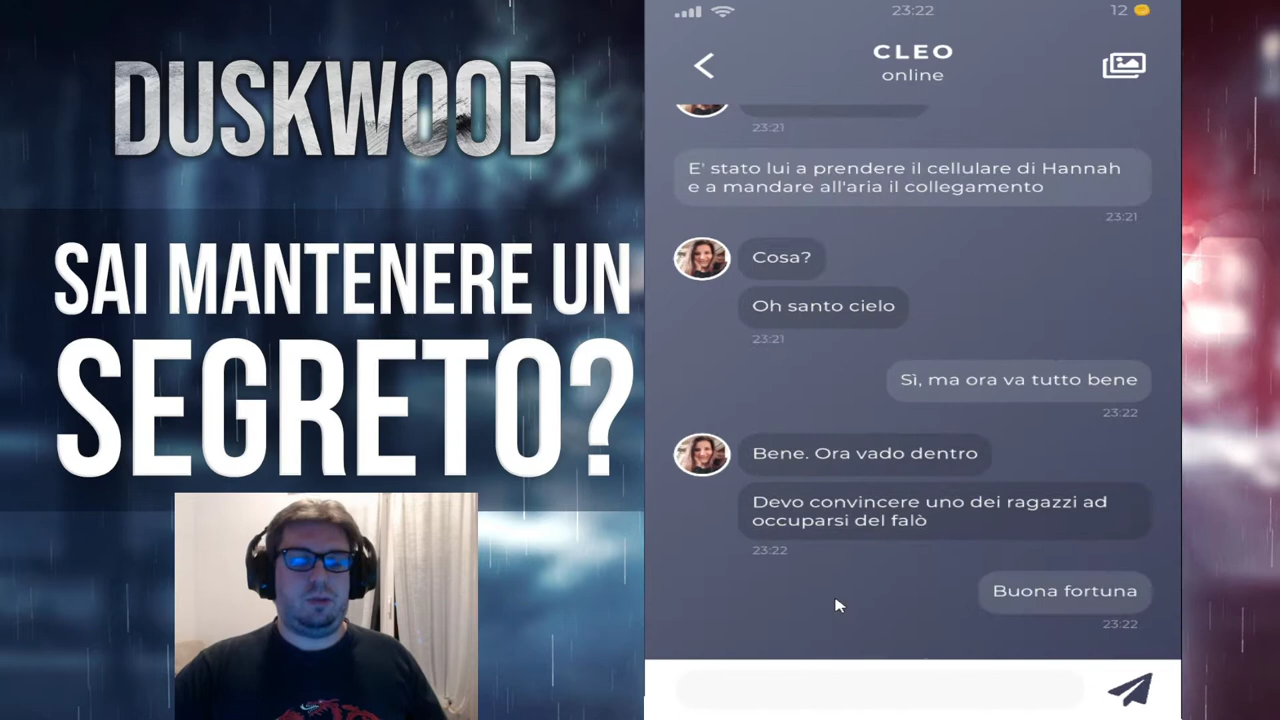 DUSKWOOD
SAI MANTENERE UN
SEGRETO?
23:22
12
CLEO
online
23:21
E' stato lui a prendere il cellulare di Hannah
e a mandare all'aria il collegamento
23:21
Cosa?
Oh santo cielo
23:21
Sì, ma ora va tutto bene
23:22
Bene. Ora vado dentro
Devo convincere uno dei ragazzi ad
occuparsi del falò
23:22
Buona fortuna
23:22